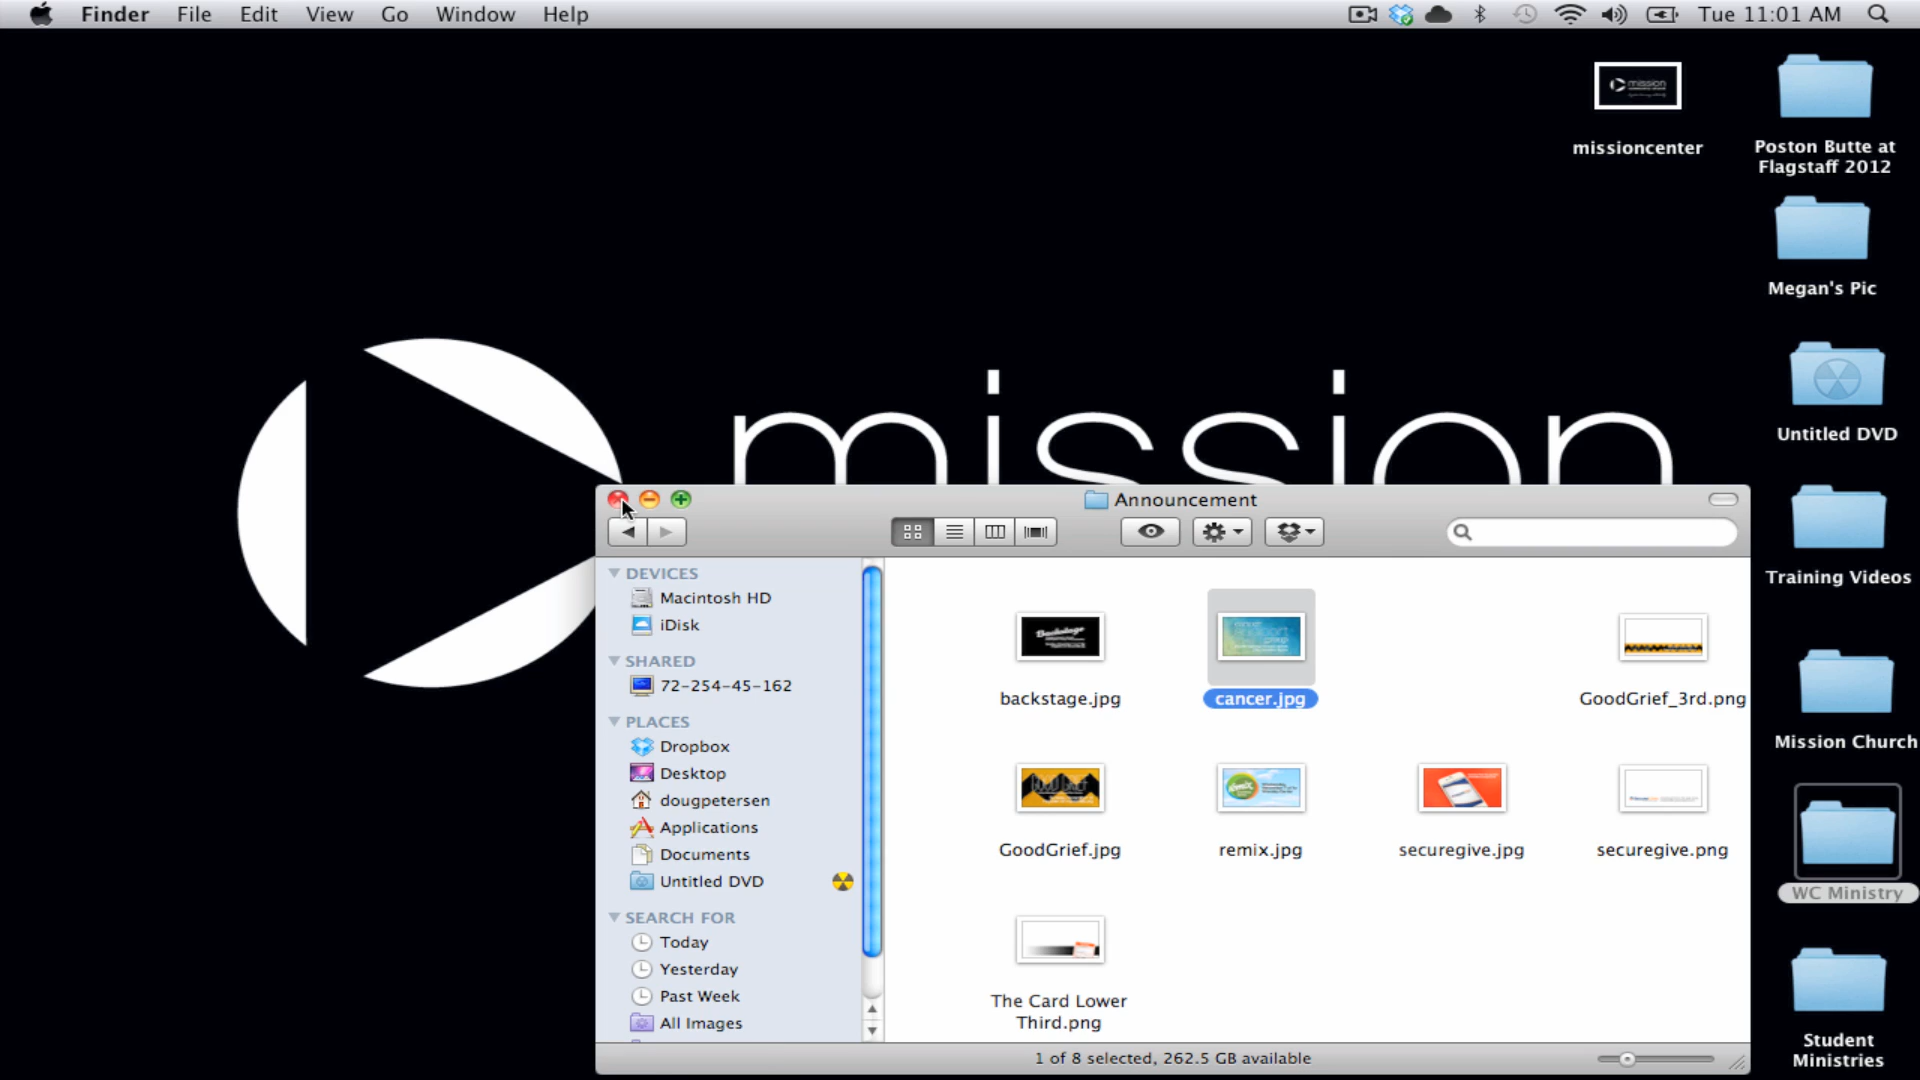 Finder File Edit View Go Window Help Tue 11:01 AM
mission
missioncenter
Poston Butte at
Flagstaff 2012
Megan's Pic
Untitled DVD
Training Videos
Mission Church
WC Ministry
Student
Ministries
mission
Announcement
DEVICES
Macintosh HD
iDisk
SHARED
72-254-45-162
PLACES
Dropbox
Desktop
dougpetersen
Applications
Documents
Untitled DVD
SEARCH FOR
Today
Yesterday
Past Week
All Images
Backstage
backstage.jpg
cancer.jpg
GoodGrief_3rd.png
GoodGrief.jpg
remix
remix.jpg
securegive.jpg
securegive.png
The Card Lower
Third.png
1 of 8 selected, 262.5 GB available